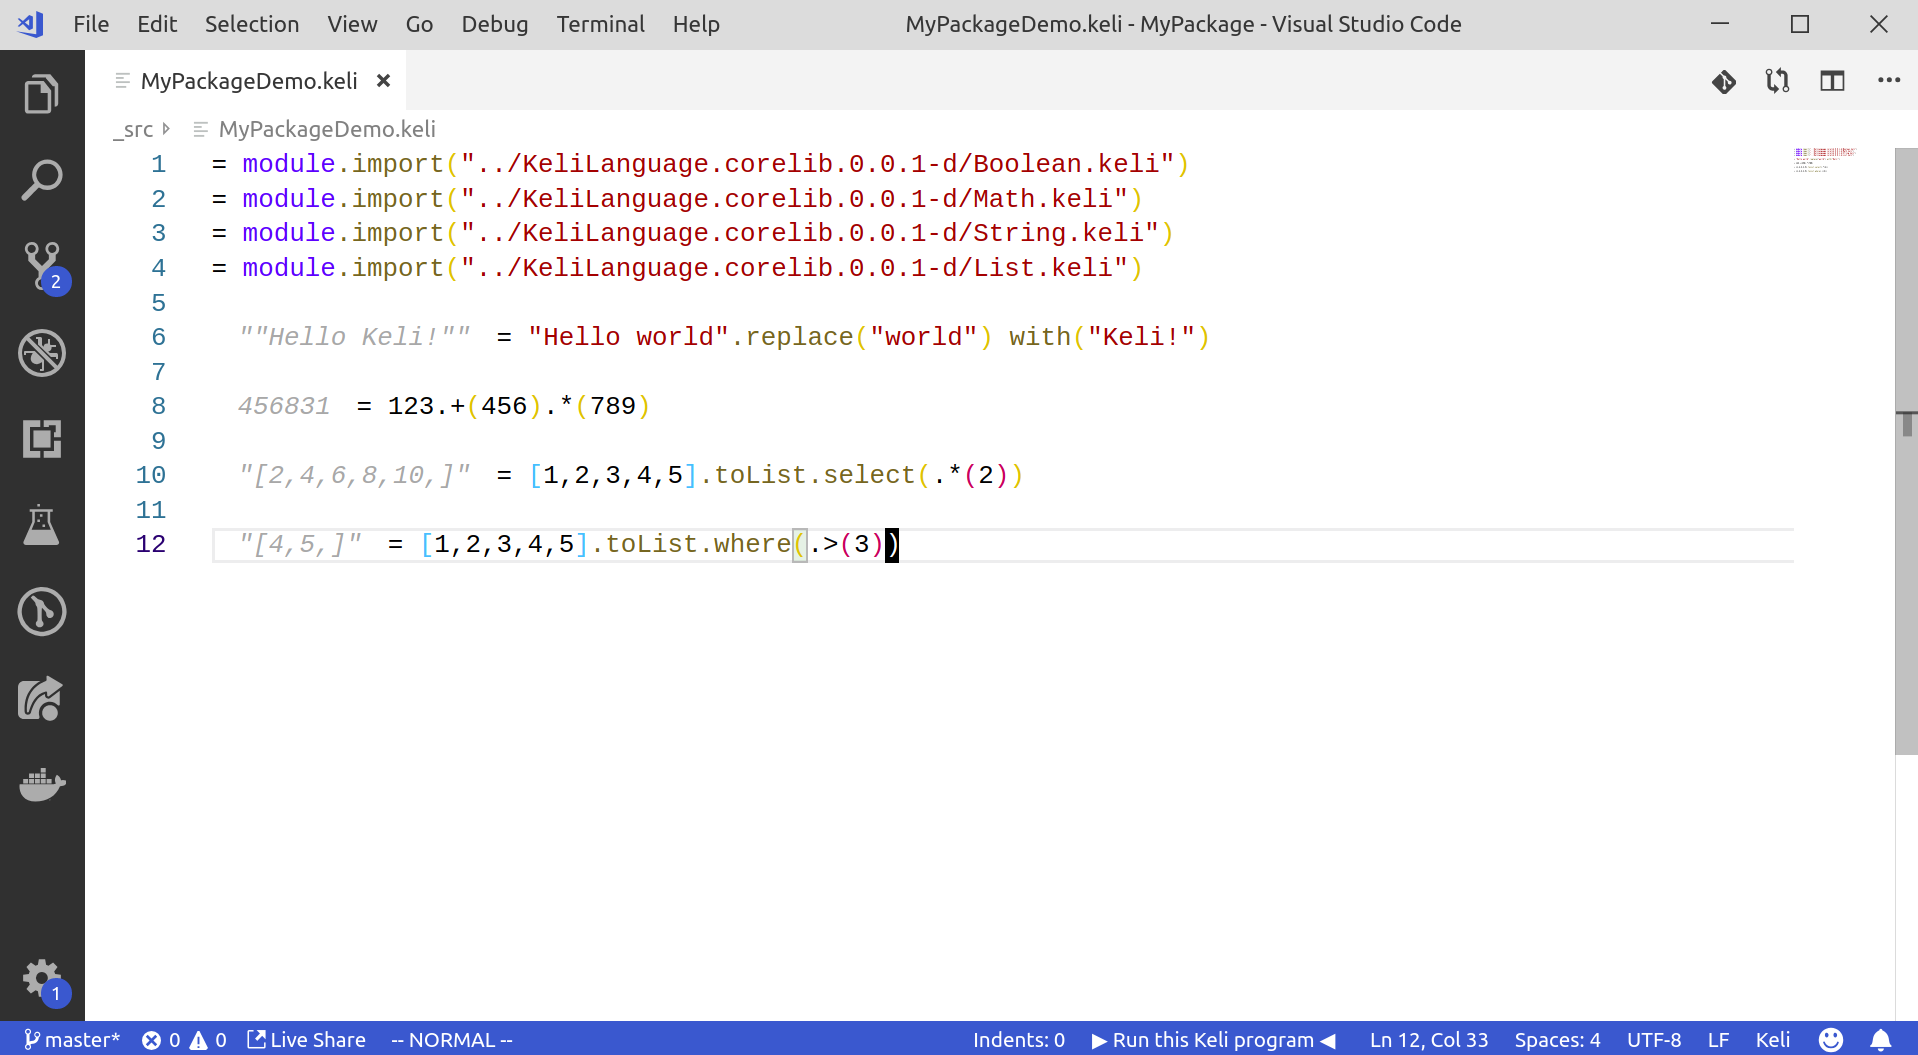 File Edit Selection View Go Debug Terminal Help MyPackageDemo.keli - MyPackage - Visual Studio Code
MyPackageDemo.keli ×
_src MyPackageDemo.keli
1 = module.import("../KeliLanguage.corelib.0.0.1-d/Boolean.keli")
2 = module.import("../KeliLanguage.corelib.0.0.1-d/Math.keli")
3 = module.import("../KeliLanguage.corelib.0.0.1-d/String.keli")
4 = module.import("../KeliLanguage.corelib.0.0.1-d/List.keli")
5
6 ""Hello Keli!"" = "Hello world".replace("world") with("Keli!")
7
8 456831 = 123.+(456).*(789)
9
10 "[2,4,6,8,10,]" = [1,2,3,4,5].toList.select(.*(2))
11
12 "[4,5,]" = [1,2,3,4,5].toList.where(.>(3))
2
1
master* 0 0 Live Share -- NORMAL -- Indents: 0 ▶ Run this Keli program ◀ Ln 12, Col 33 Spaces: 4 UTF-8 LF Keli